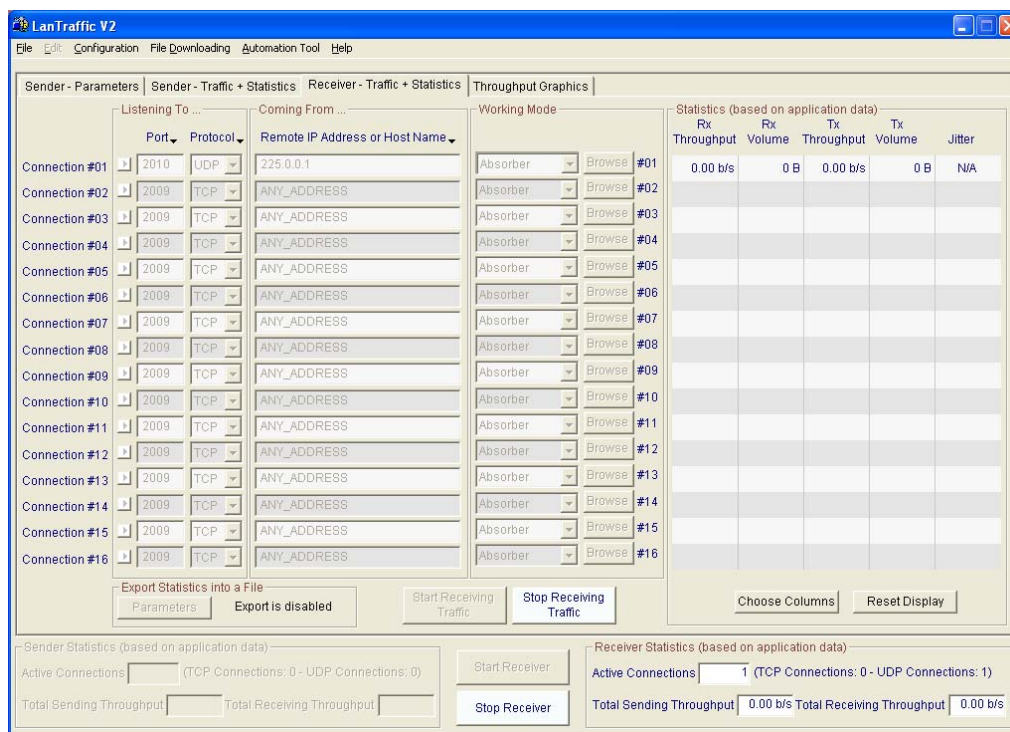 LanTraffic V2
File Edit Configuration File Downloading Automation Tool Help
Sender - Parameters Sender - Traffic + Statistics Receiver - Traffic + Statistics Throughput Graphics
Listening To ... Coming From ... Working Mode Statistics (based on application data)
Port Protocol Remote IP Address or Host Name Rx Throughput Rx Volume Tx Throughput Tx Volume Jitter
Connection #01 2010 UDP 225.0.0.1 Absorber Browse #01 0.00 b/s 0 B 0.00 b/s 0 B N/A
Connection #02 2009 TCP ANY_ADDRESS Absorber Browse #02
Connection #03 2009 TCP ANY_ADDRESS Absorber Browse #03
Connection #04 2009 TCP ANY_ADDRESS Absorber Browse #04
Connection #05 2009 TCP ANY_ADDRESS Absorber Browse #05
Connection #06 2009 TCP ANY_ADDRESS Absorber Browse #06
Connection #07 2009 TCP ANY_ADDRESS Absorber Browse #07
Connection #08 2009 TCP ANY_ADDRESS Absorber Browse #08
Connection #09 2009 TCP ANY_ADDRESS Absorber Browse #09
Connection #10 2009 TCP ANY_ADDRESS Absorber Browse #10
Connection #11 2009 TCP ANY_ADDRESS Absorber Browse #11
Connection #12 2009 TCP ANY_ADDRESS Absorber Browse #12
Connection #13 2009 TCP ANY_ADDRESS Absorber Browse #13
Connection #14 2009 TCP ANY_ADDRESS Absorber Browse #14
Connection #15 2009 TCP ANY_ADDRESS Absorber Browse #15
Connection #16 2009 TCP ANY_ADDRESS Absorber Browse #16
Export Statistics into a File
Parameters Export is disabled
Start Receiving
Traffic
Stop Receiving
Traffic
Choose Columns Reset Display
Sender Statistics (based on application data)
Active Connections (TCP Connections: 0 - UDP Connections: 0)
Total Sending Throughput Total Receiving Throughput
Start Receiver
Stop Receiver
Receiver Statistics (based on application data)
Active Connections 1 (TCP Connections: 0 - UDP Connections: 1)
Total Sending Throughput 0.00 b/s Total Receiving Throughput 0.00 b/s